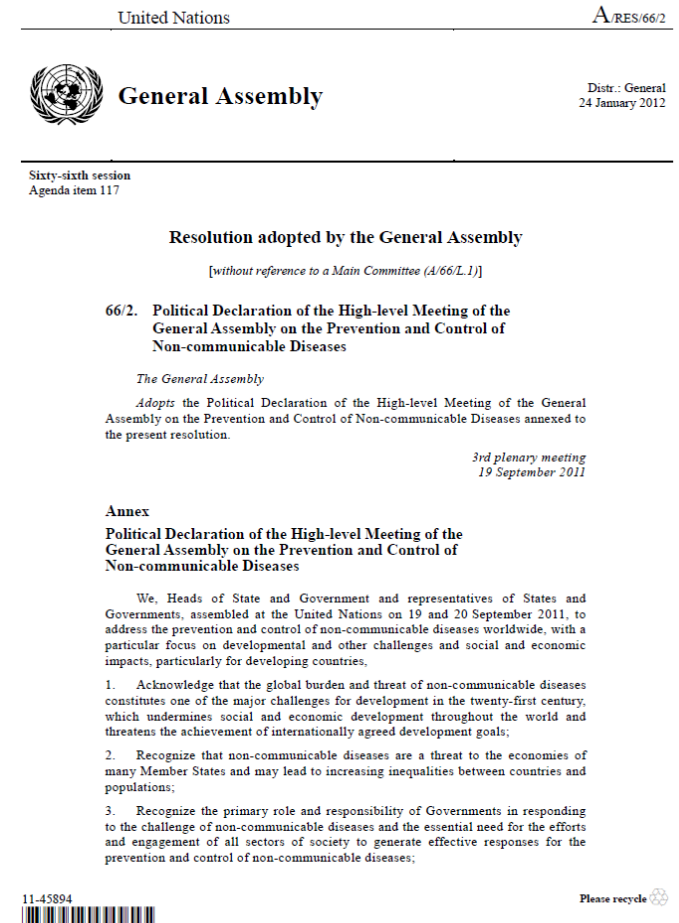 United Nations
A/RES/66/2
General Assembly
Distr.: General
24 January 2012
Sixty-sixth session
Agenda item 117
Resolution adopted by the General Assembly
[without reference to a Main Committee (A/66/L.1)]
66/2. Political Declaration of the High-level Meeting of the
General Assembly on the Prevention and Control of
Non-communicable Diseases
The General Assembly
Adopts the Political Declaration of the High-level Meeting of the General
Assembly on the Prevention and Control of Non-communicable Diseases annexed to
the present resolution.
3rd plenary meeting
19 September 2011
Annex
Political Declaration of the High-level Meeting of the
General Assembly on the Prevention and Control of
Non-communicable Diseases
We, Heads of State and Government and representatives of States and
Governments, assembled at the United Nations on 19 and 20 September 2011, to
address the prevention and control of non-communicable diseases worldwide, with a
particular focus on developmental and other challenges and social and economic
impacts, particularly for developing countries,
1. Acknowledge that the global burden and threat of non-communicable diseases
constitutes one of the major challenges for development in the twenty-first century,
which undermines social and economic development throughout the world and
threatens the achievement of internationally agreed development goals;
2. Recognize that non-communicable diseases are a threat to the economies of
many Member States and may lead to increasing inequalities between countries and
populations;
3. Recognize the primary role and responsibility of Governments in responding
to the challenge of non-communicable diseases and the essential need for the efforts
and engagement of all sectors of society to generate effective responses for the
prevention and control of non-communicable diseases;
11-45894
Please recycle